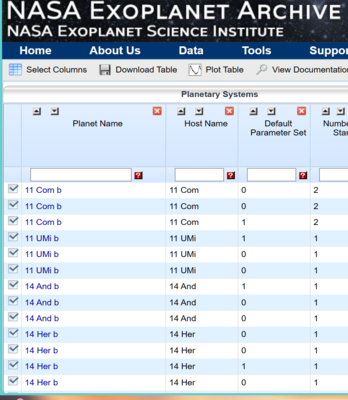 NASA EXOPLANET ARCHIVE
NASA EXOPLANET SCIENCE INSTITUTE
Home About Us Data Tools
Select Columns Download Table Plot Table View
Planetary Systems
Planet Name Host Name Default Parameter Set
? ? ?
11 Com b 11 Com 0 2
11 Com b 11 Com 0 2
11 Com b 11 Com 1 2
11 UMi b 11 UMi 1 1
11 UMi b 11 UMi 0 1
11 UMi b 11 UMi 0 1
14 And b 14 And 1 1
14 And b 14 And 0 1
14 And b 14 And 0 1
14 Her b 14 Her 0 1
14 Her b 14 Her 0 1
14 Her b 14 Her 1 1
14 Her b 14 Her 0 1